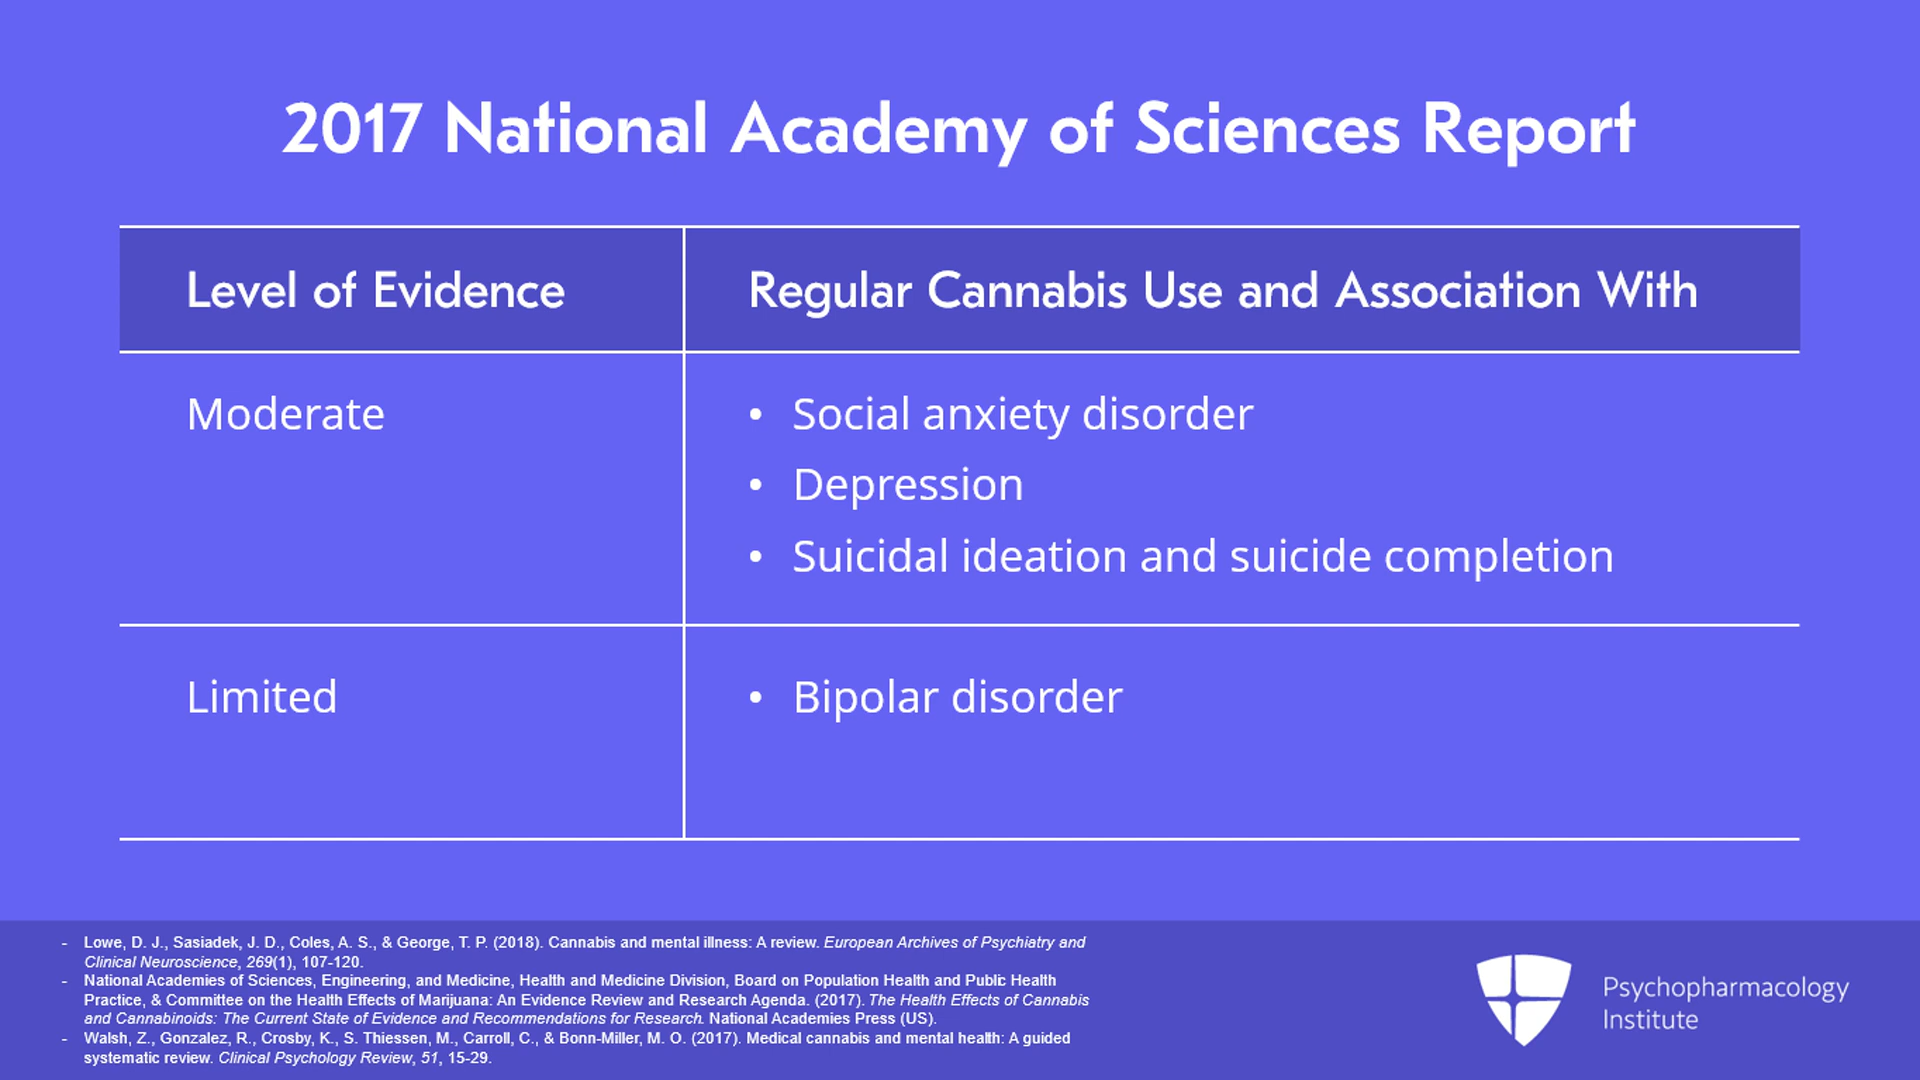 2017 National Academy of Sciences Report
Level of Evidence
Regular Cannabis Use and Association With
Moderate
• Social anxiety disorder
• Depression
• Suicidal ideation and suicide completion
Limited
• Bipolar disorder
- Lowe, D. J., Sasiadek, J. D., Coles, A. S., & George, T. P. (2018). Cannabis and mental illness: A review. European Archives of Psychiatry and
Clinical Neuroscience, 269(1), 107-120.
- National Academies of Sciences, Engineering, and Medicine, Health and Medicine Division, Board on Population Health and Public Health
Practice, & Committee on the Health Effects of Marijuana: An Evidence Review and Research Agenda. (2017). The Health Effects of Cannabis
and Cannabinoids: The Current State of Evidence and Recommendations for Research. National Academies Press (US).
- Walsh, Z., Gonzalez, R., Crosby, K., S. Thiessen, M., Carroll, C., & Bonn-Miller, M. O. (2017). Medical cannabis and mental health: A guided
systematic review. Clinical Psychology Review, 51, 15-29.
Psychopharmacology
Institute